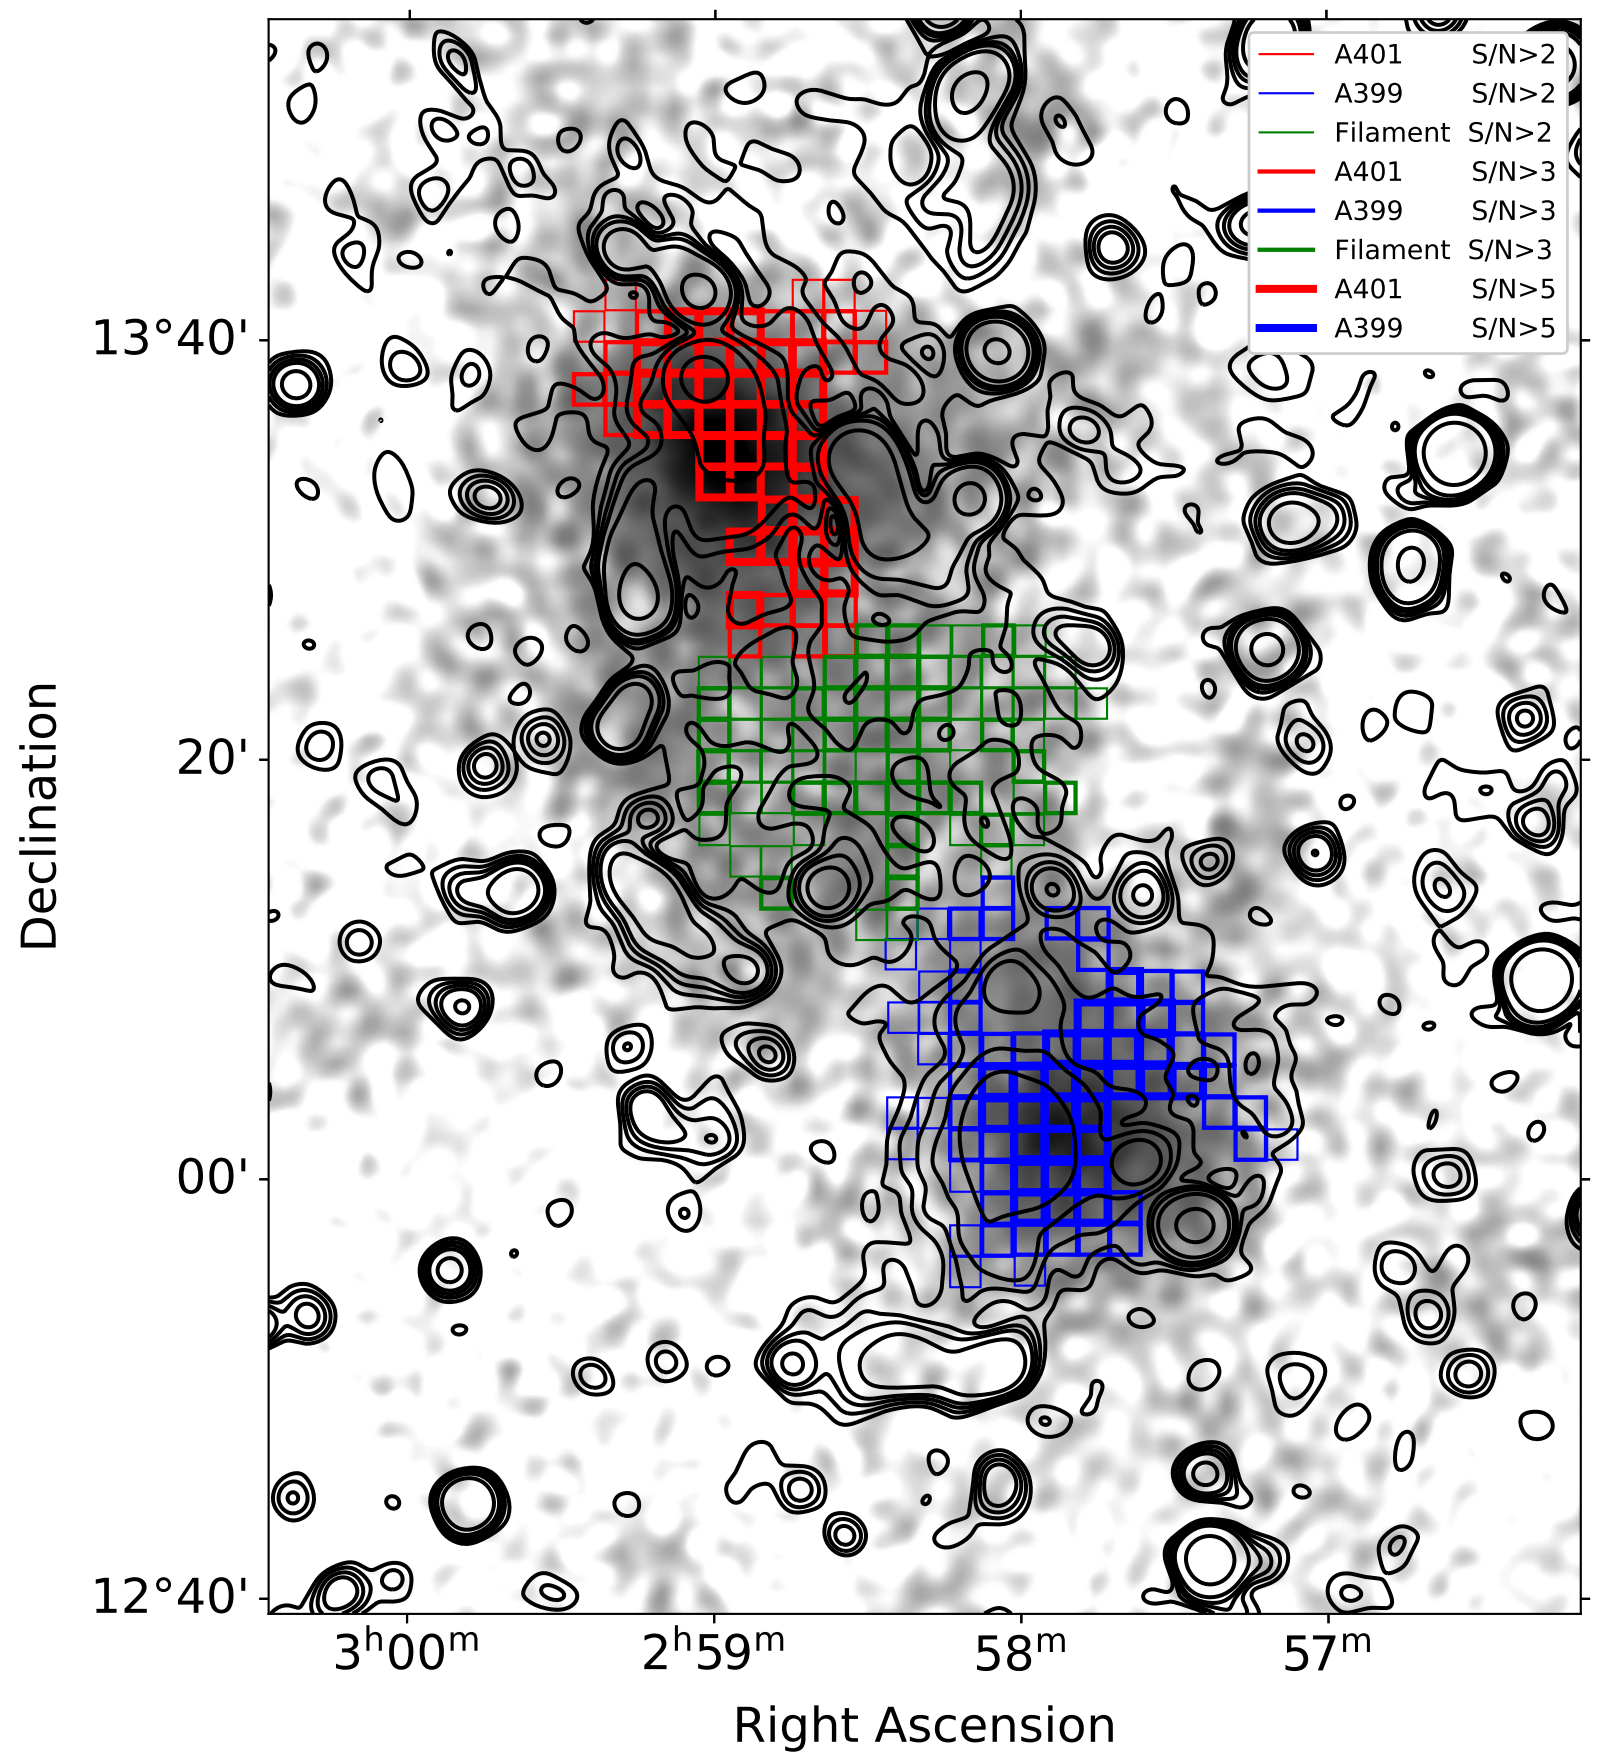 A401 S/N>2
A399 S/N>2
Filament S/N>2
A401 S/N>3
A399 S/N>3
Filament S/N>3
A401 S/N>5
A399 S/N>5
13°40'
20'
00'
12°40'
Declination
3ʰ00ᵐ 2ʰ59ᵐ 58ᵐ 57ᵐ
Right Ascension